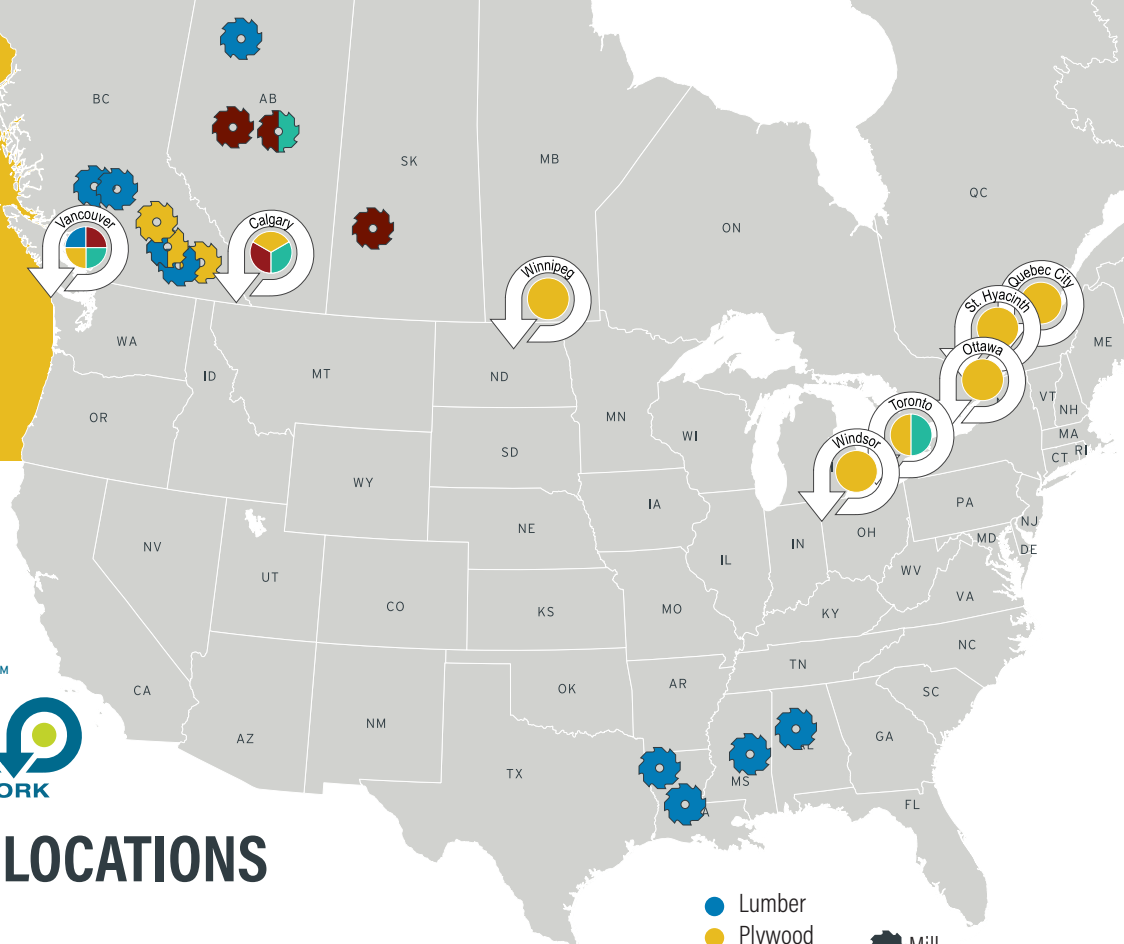 BC
AB
SK
MB
ON
QC
Vancouver
Calgary
Winnipeg
Quebec City
St. Hyacinth
Ottawa
Toronto
Windsor
WA
ID
MT
ND
MN
OR
SD
WI
WY
IA
NE
NV
UT
CO
KS
MO
IL
IN
OH
PA
ME
VT
NH
MA
CT
RI
NJ
MD
DE
WV
VA
KY
NC
TN
SC
CA
AZ
NM
OK
AR
TX
MS
GA
FL
M
ORK
LOCATIONS
Lumber
Plywood
Mill